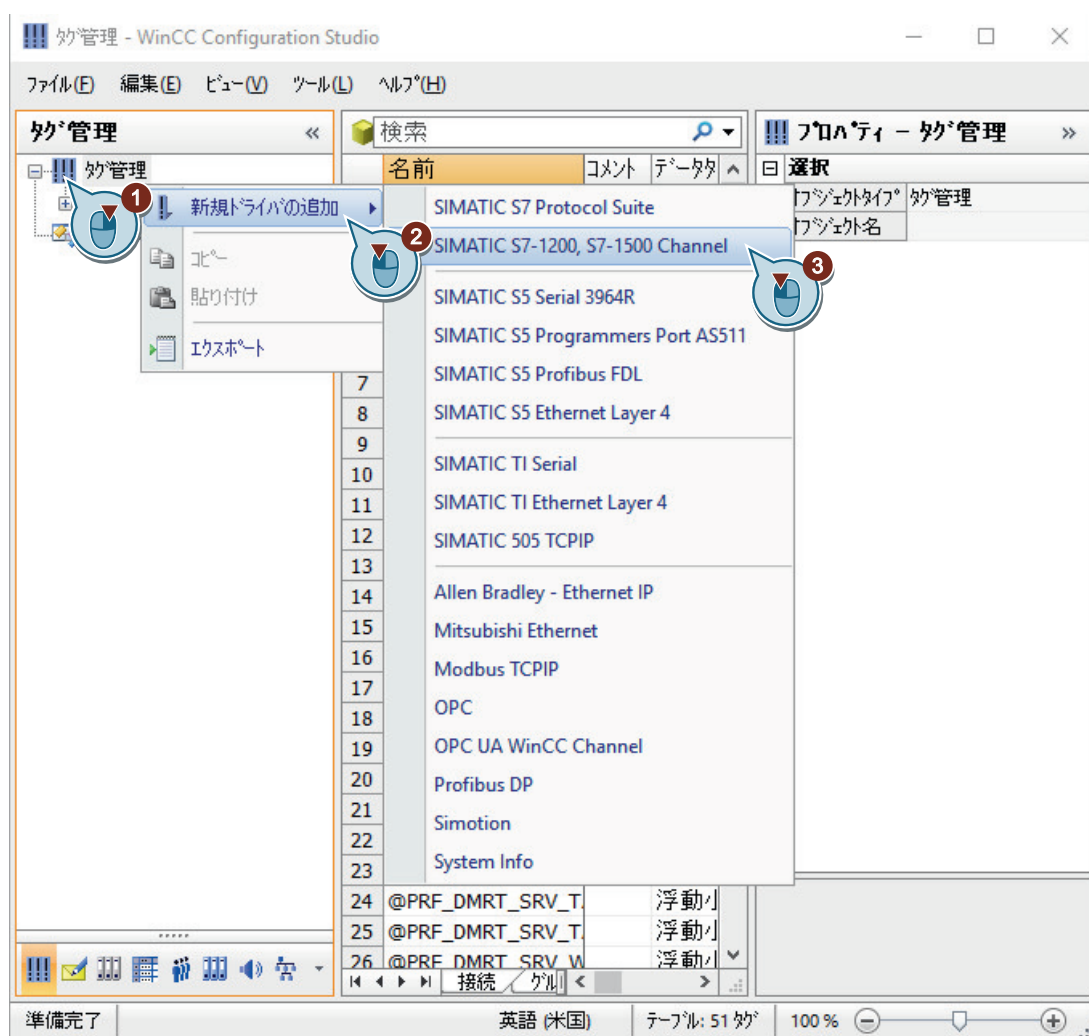 ﾀｸﾞ管理 - WinCC Configuration Studio
ﾌｧｲﾙ(F) 編集(E) ﾋﾞｭｰ(V) ﾂｰﾙ(L) ﾍﾙﾌﾟ(H)
ﾀｸﾞ管理 «
ﾀｸﾞ管理
1
新規ﾄﾞﾗｲﾊﾞの追加
2
ｺﾋﾟｰ
貼り付け
ｴｸｽﾎﾟｰﾄ
検索
名前 ｺﾒﾝﾄ ﾃﾞｰﾀﾀ
SIMATIC S7 Protocol Suite
SIMATIC S7-1200, S7-1500 Channel
3
SIMATIC S5 Serial 3964R
SIMATIC S5 Programmers Port AS511
SIMATIC S5 Profibus FDL
SIMATIC S5 Ethernet Layer 4
SIMATIC TI Serial
SIMATIC TI Ethernet Layer 4
SIMATIC 505 TCPIP
Allen Bradley - Ethernet IP
Mitsubishi Ethernet
Modbus TCPIP
OPC
OPC UA WinCC Channel
Profibus DP
Simotion
System Info
7
8
9
10
11
12
13
14
15
16
17
18
19
20
21
22
23
24 @PRF_DMRT_SRV_T. 浮動小
25 @PRF_DMRT_SRV_T. 浮動小
26 @PRF_DMRT_SRV_W 浮動小
接続 ｸﾞﾙ
ﾌﾟﾛﾊﾟﾃｨ - ﾀｸﾞ管理 »
選択
ｵﾌﾞｼﾞｪｸﾄﾀｲﾌﾟ ﾀｸﾞ管理
ｵﾌﾞｼﾞｪｸﾄ名
準備完了 英語 (米国) ﾃｰﾌﾞﾙ: 51 ﾀｸﾞ 100 %